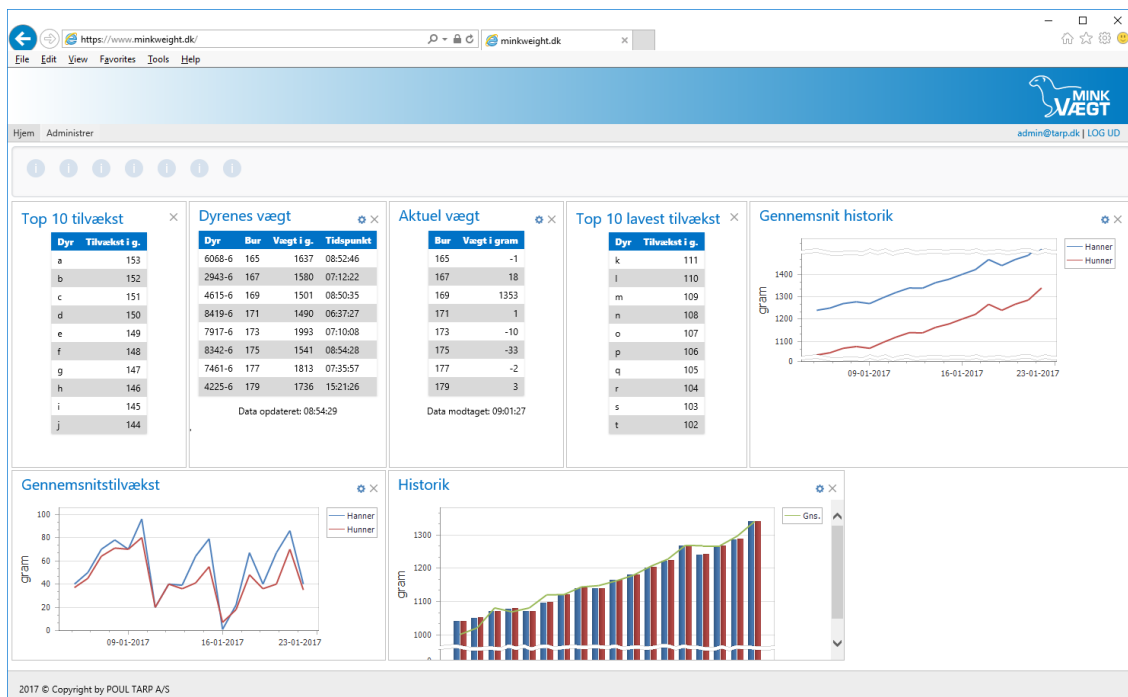 https://www.minkweight.dk/
minkweight.dk
File Edit View Favorites Tools Help
MINK
VÆGT
Hjem Administrer
admin@tarp.dk | LOG UD
Top 10 tilvækst
Dyr Tilvækst i g.
a 153
b 152
c 151
d 150
e 149
f 148
g 147
h 146
i 145
j 144
Dyrenes vægt
Dyr Bur Vægt i g. Tidspunkt
6068-6 165 1637 08:52:46
2943-6 167 1580 07:12:22
4615-6 169 1501 08:50:35
8419-6 171 1490 06:37:27
7917-6 173 1993 07:10:08
8342-6 175 1541 08:54:28
7461-6 177 1813 07:35:57
4225-6 179 1736 15:21:26
Data opdateret: 08:54:29
Aktuel vægt
Bur Vægt i gram
165 -1
167 18
169 1353
171 1
173 -10
175 -33
177 -2
179 3
Data modtaget: 09:01:27
Top 10 lavest tilvækst
Dyr Tilvækst i g.
k 111
l 110
m 109
n 108
o 107
p 106
q 105
r 104
s 103
t 102
Gennemsnit historik
gram
1400
1300
1200
1100
0
09-01-2017 16-01-2017 23-01-2017
Hanner
Hunner
Gennemsnitstilvækst
gram
100
80
60
40
20
0
09-01-2017 16-01-2017 23-01-2017
Hanner
Hunner
Historik
gram
1300
1200
1100
1000
0
Gns.
2017 © Copyright by POUL TARP A/S